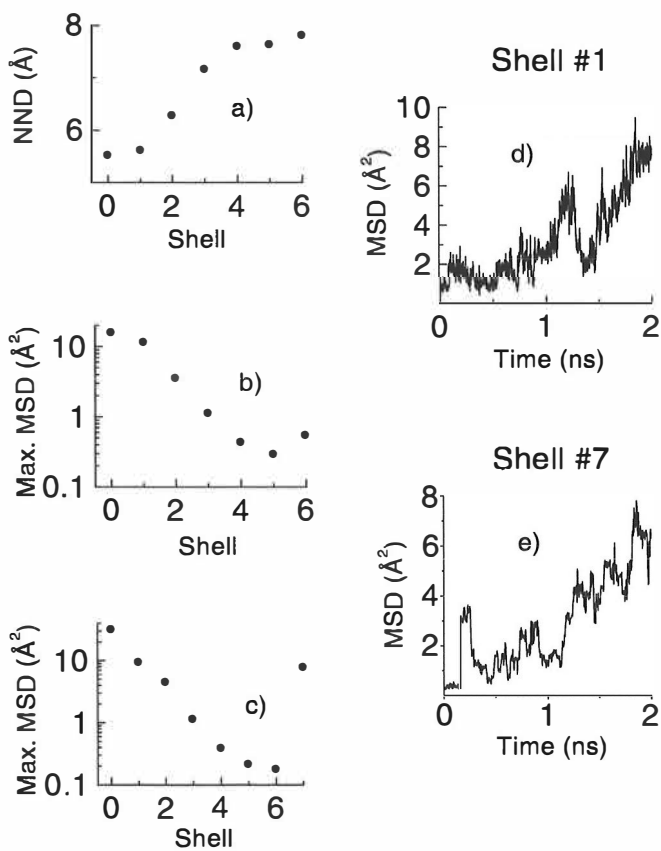 8
6
NND (Å)
a)
0 2 4 6
Shell
10
1
0.1
Max. MSD (Å²)
b)
0 2 4 6
Shell
10
1
0.1
Max. MSD (Å²)
c)
0 2 4 6
Shell
Shell #1
10
8
6
4
2
MSD (Å²)
d)
0 1 2
Time (ns)
Shell #7
8
6
4
2
MSD (Å²)
e)
0 1 2
Time (ns)